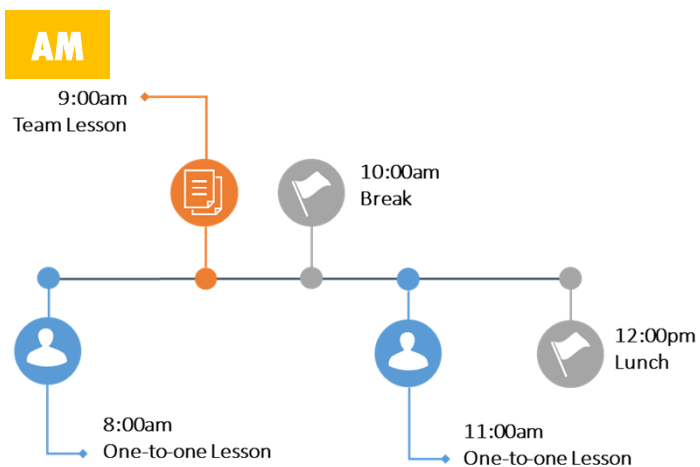 AM
9:00am
Team Lesson
10:00am
Break
12:00pm
Lunch
8:00am
One-to-one Lesson
11:00am
One-to-one Lesson